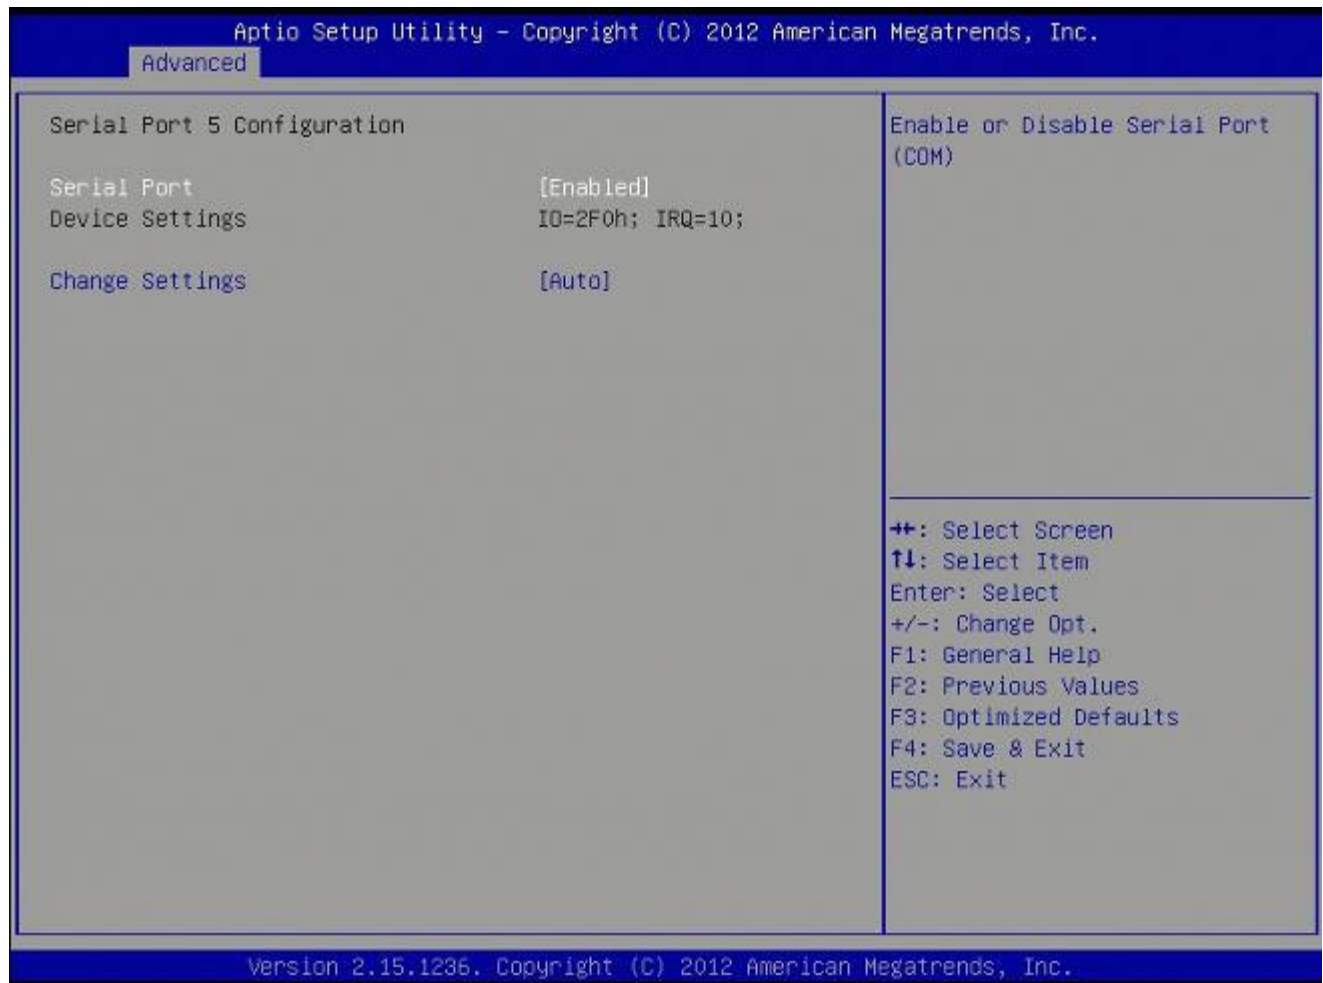 Aptio Setup Utility – Copyright (C) 2012 American Megatrends, Inc.
Advanced
Serial Port 5 Configuration
Serial Port [Enabled]
Device Settings IO=2F0h; IRQ=10;
Change Settings [Auto]
Enable or Disable Serial Port
(COM)
→←: Select Screen
↑↓: Select Item
Enter: Select
+/-: Change Opt.
F1: General Help
F2: Previous Values
F3: Optimized Defaults
F4: Save & Exit
ESC: Exit
Version 2.15.1236. Copyright (C) 2012 American Megatrends, Inc.